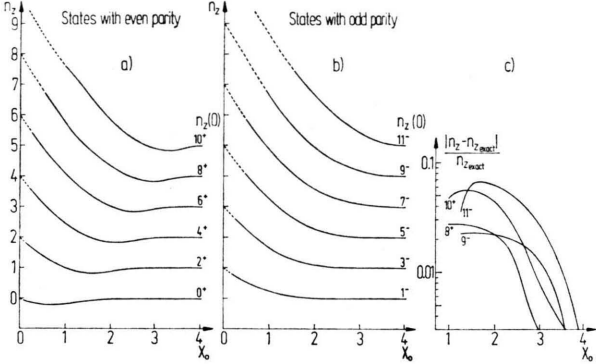 States with even parity
States with odd parity
n_z
9
8
7
6
5
4
3
2
1
0
a)
n_z(0)
10⁺
8⁺
6⁺
4⁺
2⁺
0⁺
0 1 2 3 4
X₀
n_z
b)
n_z(0)
11⁻
9⁻
7⁻
5⁻
3⁻
1⁻
0 1 2 3 4
X₀
c)
|n_z - n_z exact|
n_z exact
0.1
0.01
10⁺
11⁻
8⁺
9⁻
1 2 3 4
X₀